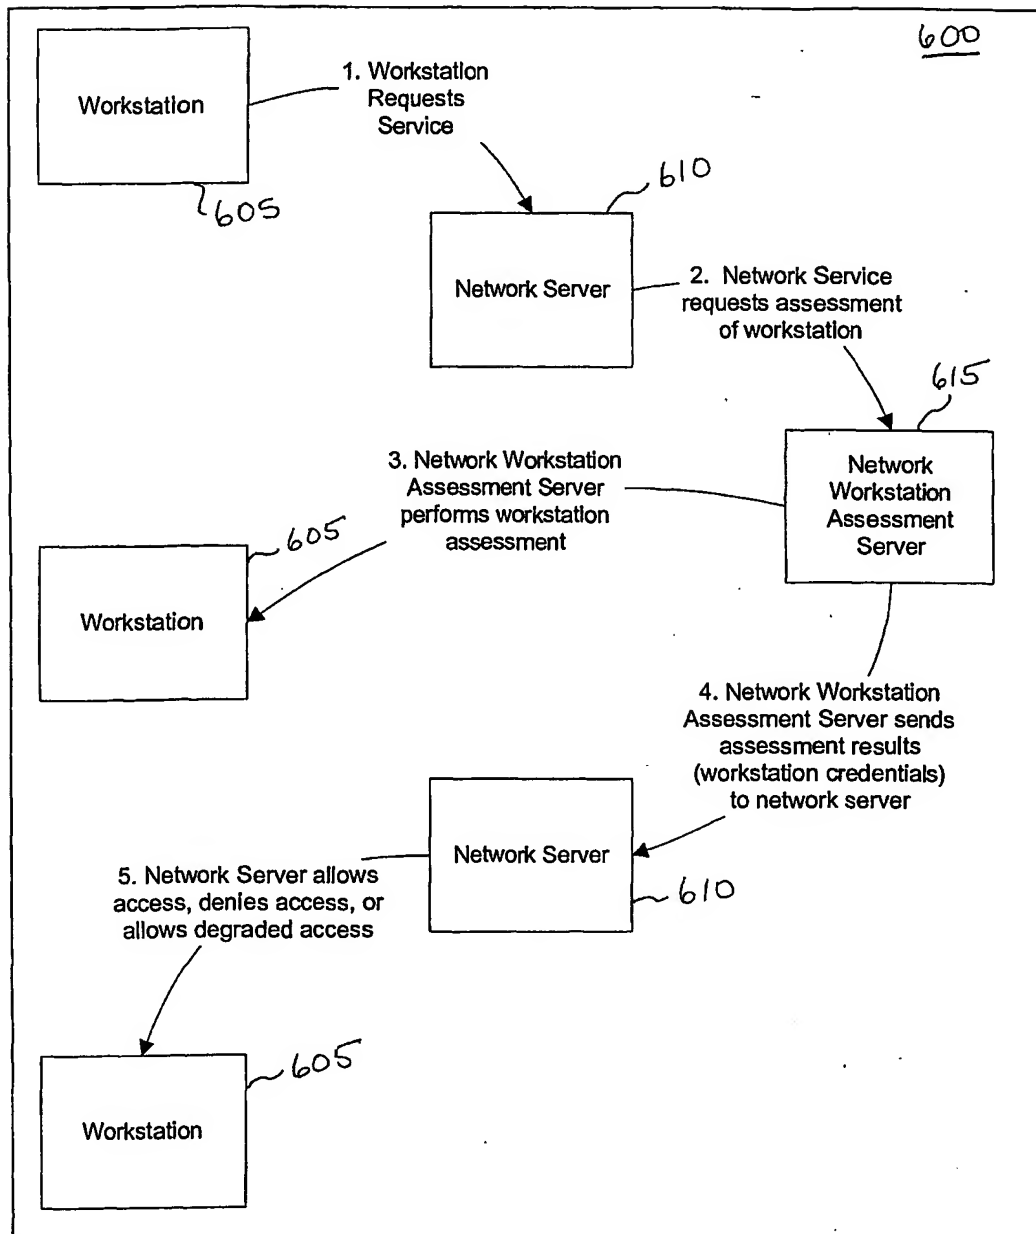 600
Workstation
605
1. Workstation
Requests
Service
610
Network Server
2. Network Service
requests assessment
of workstation
615
Network
Workstation
Assessment
Server
3. Network Workstation
Assessment Server
performs workstation
assessment
605
Workstation
4. Network Workstation
Assessment Server sends
assessment results
(workstation credentials)
to network server
Network Server
610
5. Network Server allows
access, denies access, or
allows degraded access
605
Workstation